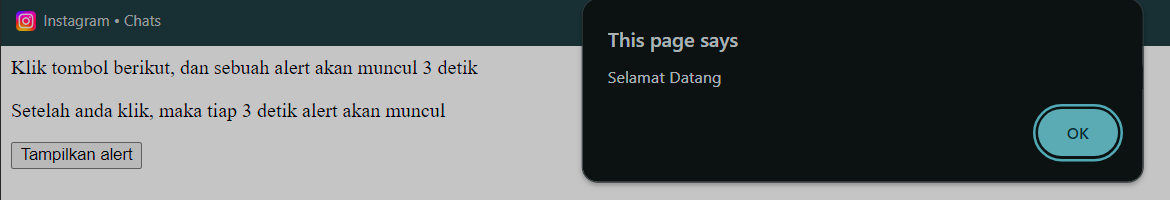 Instagram • Chats
Klik tombol berikut, dan sebuah alert akan muncul 3 detik
Setelah anda klik, maka tiap 3 detik alert akan muncul
Tampilkan alert
This page says
Selamat Datang
OK